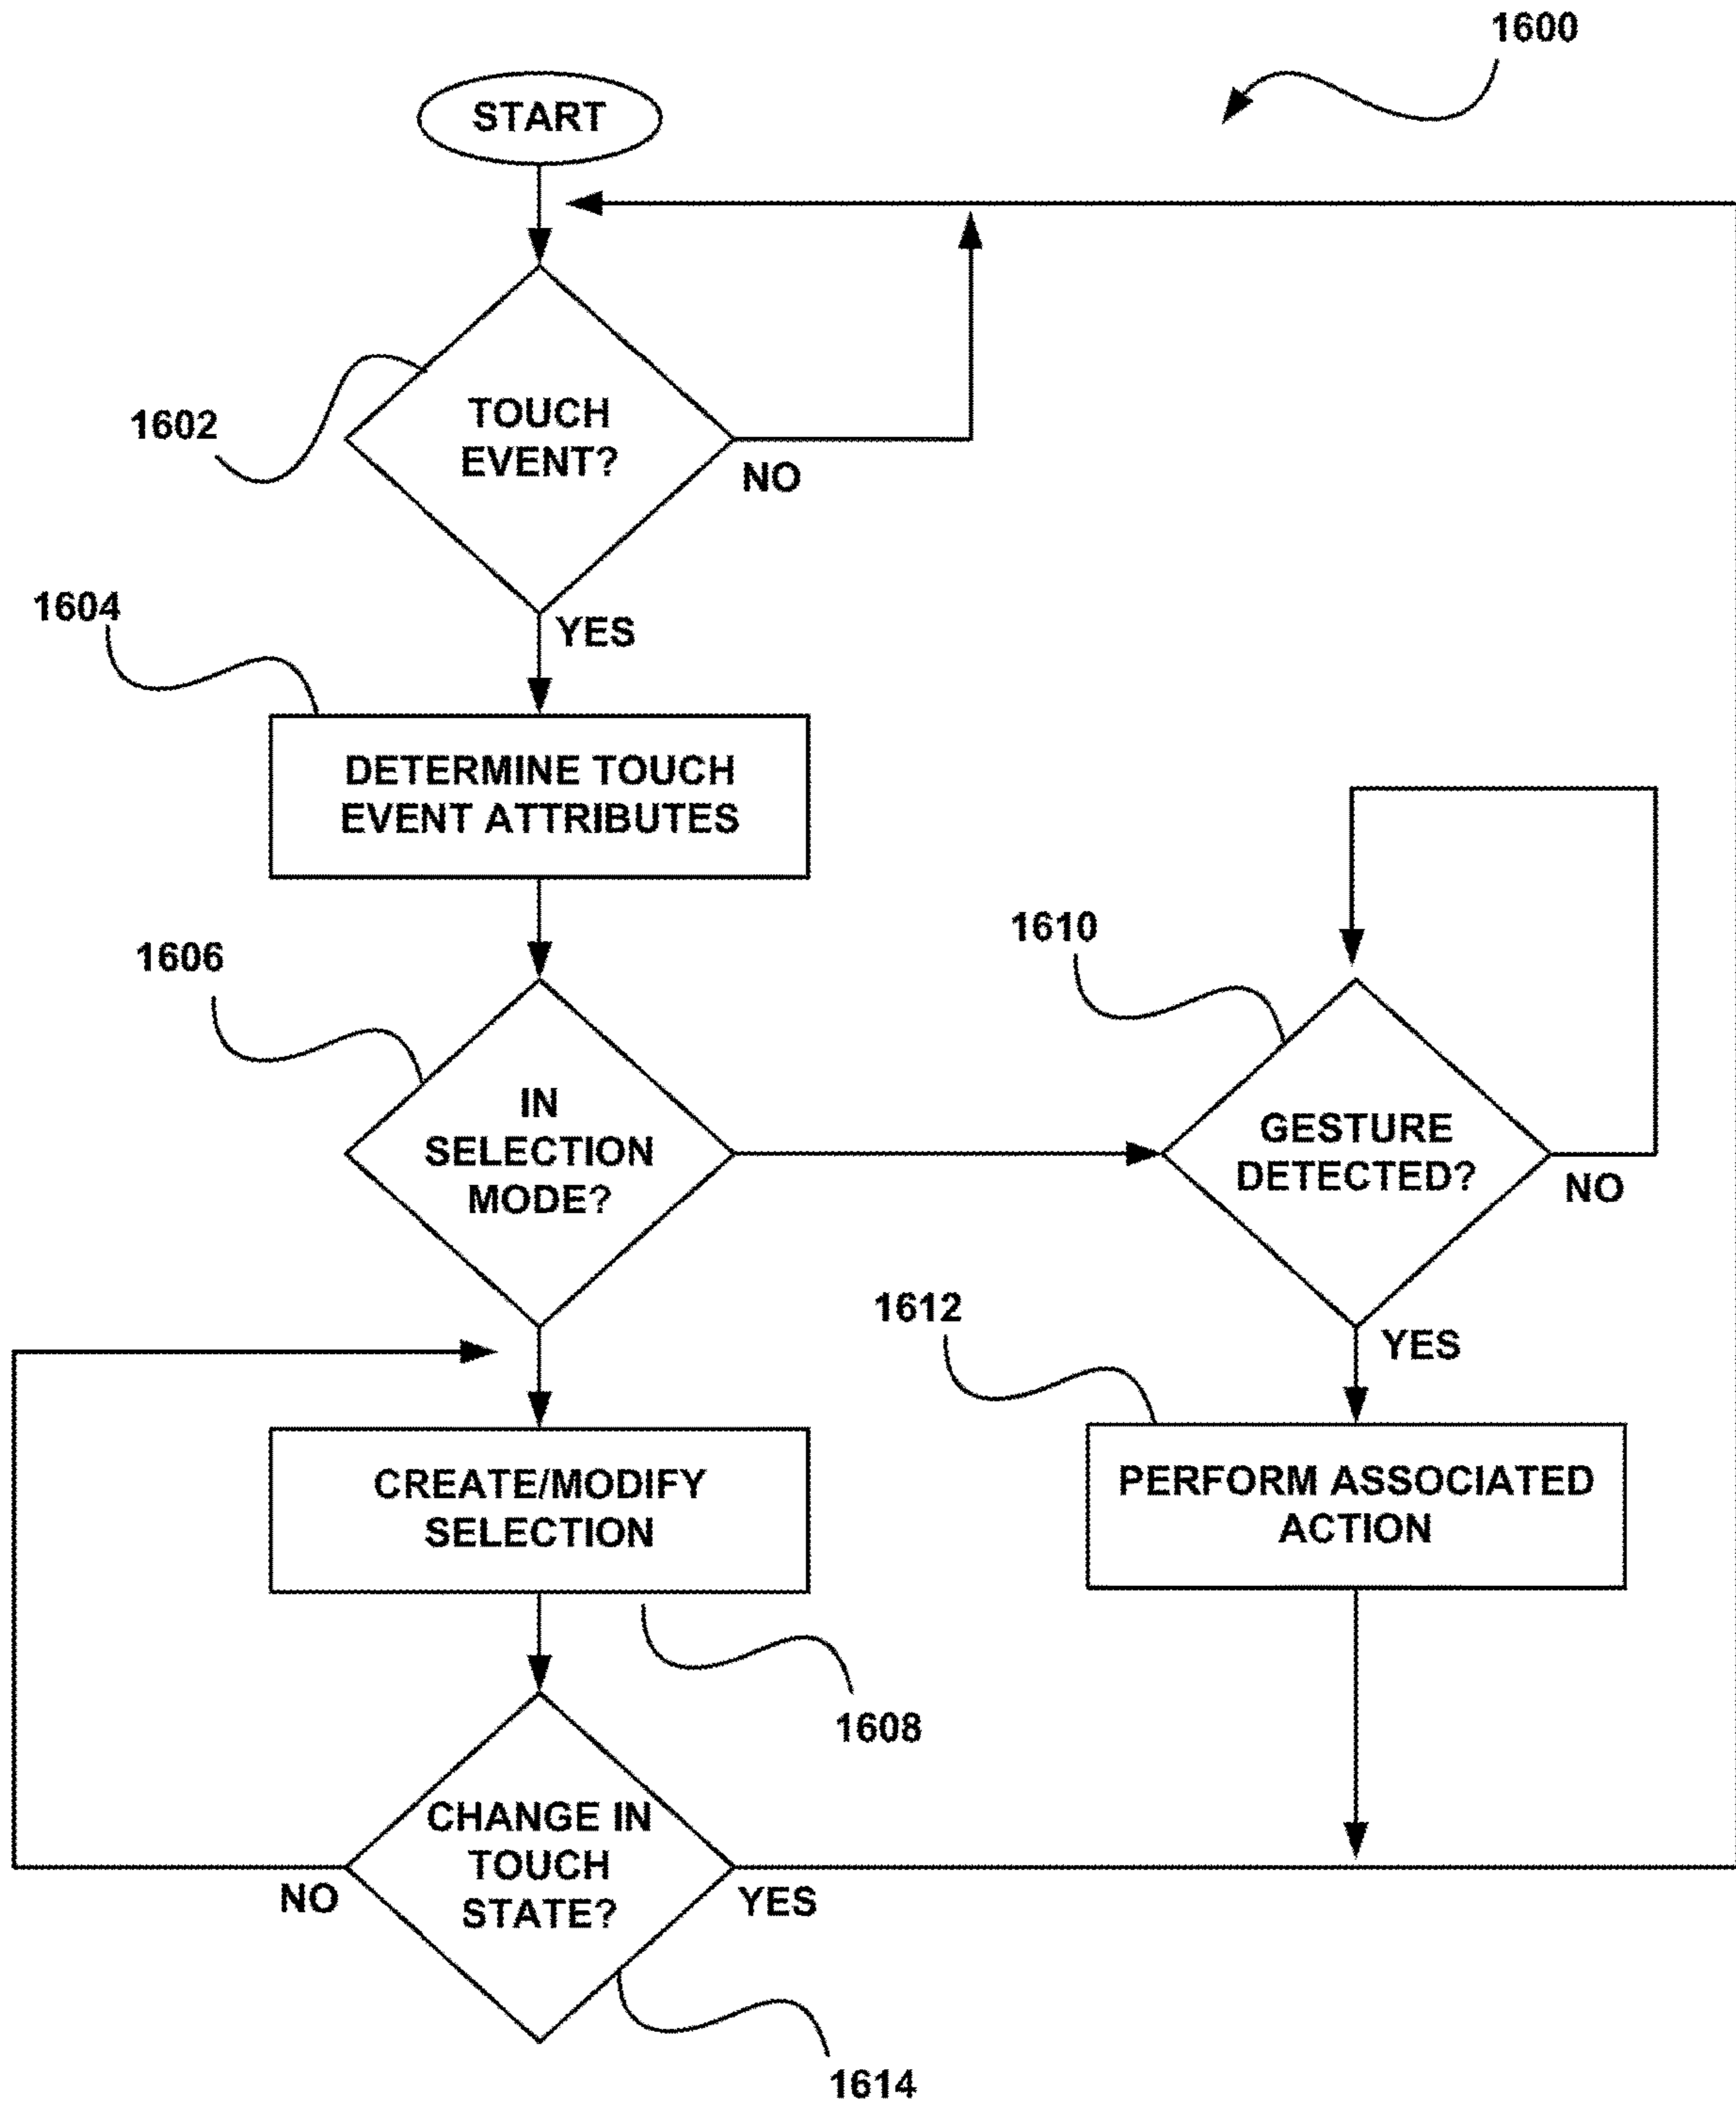 1600
START
1602
TOUCH
EVENT?
NO
YES
1604
DETERMINE TOUCH
EVENT ATTRIBUTES
1606
IN
SELECTION
MODE?
1610
GESTURE
DETECTED?
NO
YES
1612
PERFORM ASSOCIATED
ACTION
CREATE/MODIFY
SELECTION
1608
CHANGE IN
TOUCH
STATE?
NO
YES
1614